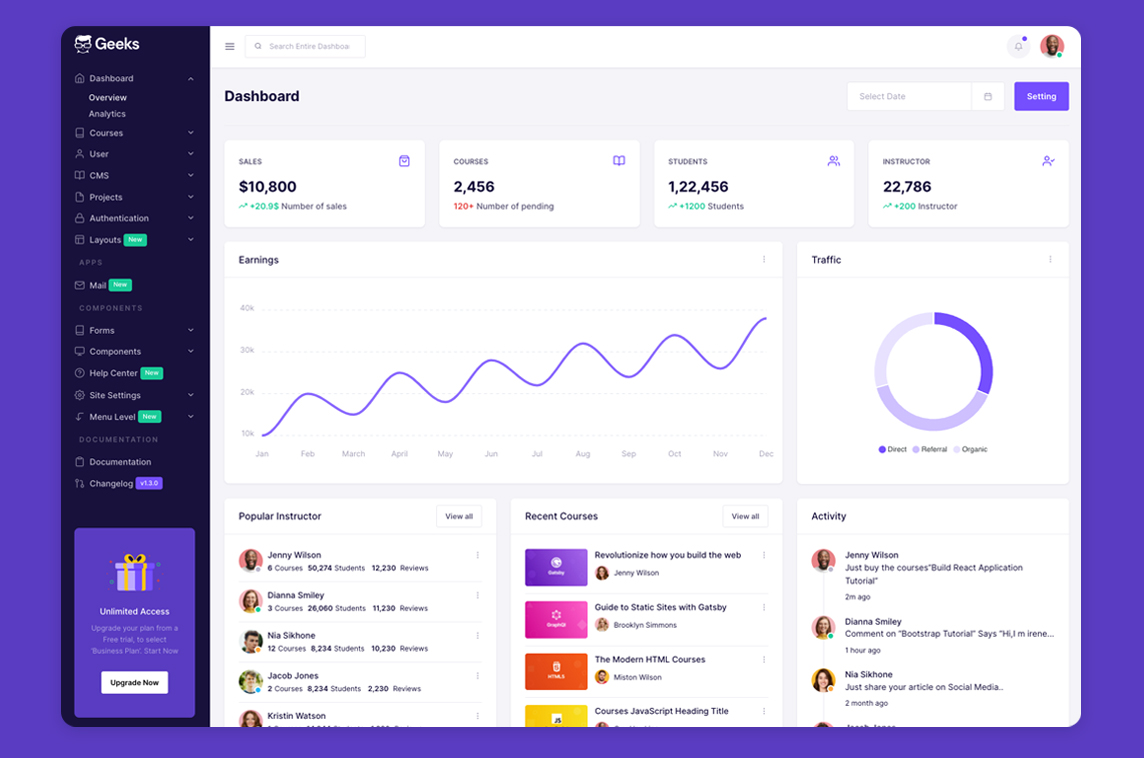 Geeks
Search Entire Dashboa
Dashboard
Overview
Analytics
Courses
User
CMS
Projects
Authentication
Layouts New
APPS
Mail New
COMPONENTS
Forms
Components
Help Center New
Site Settings
Menu Level New
DOCUMENTATION
Documentation
Changelog v1.3.0
Unlimited Access
Upgrade your plan from a
Free trial, to select
'Business Plan'. Start Now
Upgrade Now
Dashboard
Select Date
Setting
SALES
$10,800
+20.9$ Number of sales
COURSES
2,456
120+ Number of pending
STUDENTS
1,22,456
+1200 Students
INSTRUCTOR
22,786
+200 Instructor
Earnings
40k
30k
20k
10k
Jan Feb March April May Jun Jul Aug Sep Oct Nov Dec
Traffic
Direct Referral Organic
Popular Instructor
View all
Jenny Wilson
6 Courses 50,274 Students 12,230 Reviews
Dianna Smiley
3 Courses 26,060 Students 11,230 Reviews
Nia Sikhone
12 Courses 8,234 Students 10,230 Reviews
Jacob Jones
2 Courses 8,234 Students 2,230 Reviews
Kristin Watson
Recent Courses
View all
Gatsby
Revolutionize how you build the web
Jenny Wilson
GraphQl
Guide to Static Sites with Gatsby
Brooklyn Simmons
HTML5
The Modern HTML Courses
Miston Wilson
JS
Courses JavaScript Heading Title
Activity
Jenny Wilson
Just buy the courses"Build React Application
Tutorial"
2m ago
Dianna Smiley
Comment on "Bootstrap Tutorial" Says "Hi,I m irene...
1 hour ago
Nia Sikhone
Just share your article on Social Media..
2 month ago